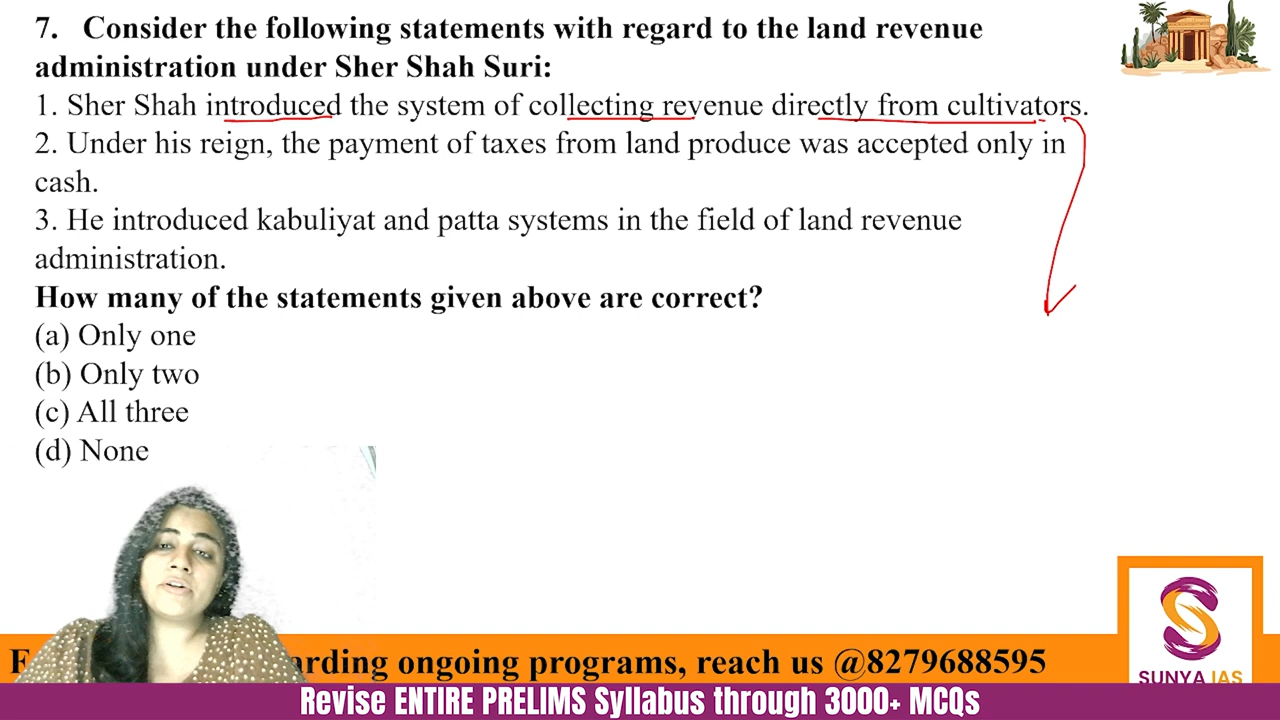 7. Consider the following statements with regard to the land revenue
administration under Sher Shah Suri:
1. Sher Shah introduced the system of collecting revenue directly from cultivators.
2. Under his reign, the payment of taxes from land produce was accepted only in
cash.
3. He introduced kabuliyat and patta systems in the field of land revenue
administration.
How many of the statements given above are correct?
(a) Only one
(b) Only two
(c) All three
(d) None
ongoing programs, reach us @8279688595
SUNYA IAS
Revise ENTIRE PRELIMS Syllabus through 3000+ MCQs